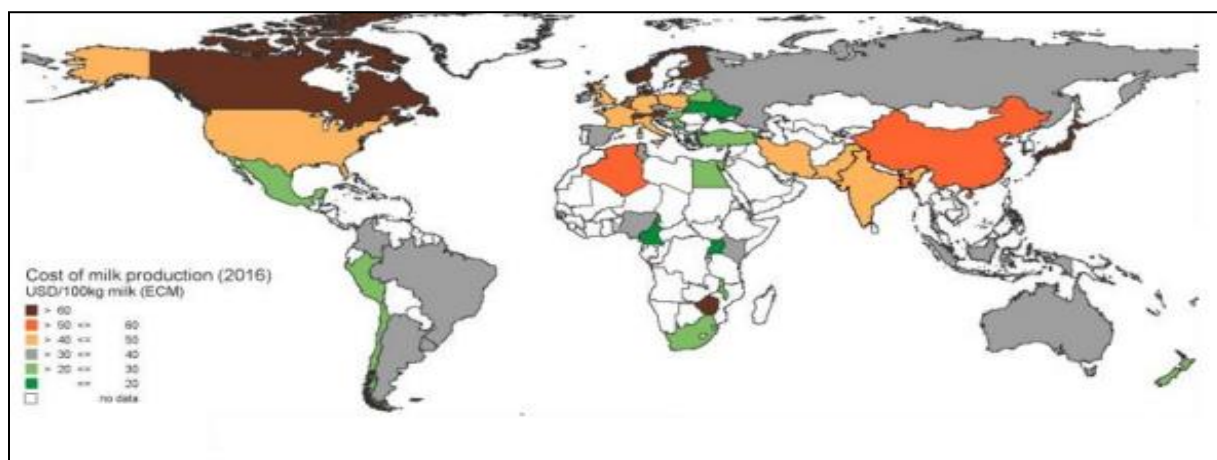 Cost of milk production (2016)
USD/100kg milk (ECM)
> 60
> 50 <= 60
> 40 <= 50
> 30 <= 40
> 20 <= 30
<= 20
no data